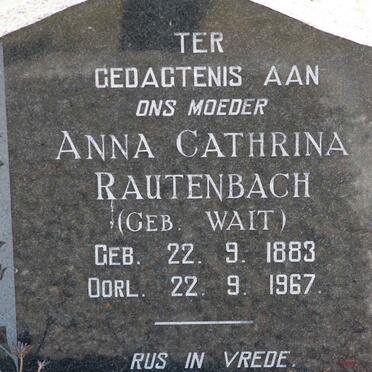 TER
GEDAGTENIS AAN
ONS MOEDER
ANNA CATHRINA
RAUTENBACH
(GEB. WAIT)
GEB. 22. 9. 1883
OORL. 22. 9. 1967.
RUS IN VREDE.